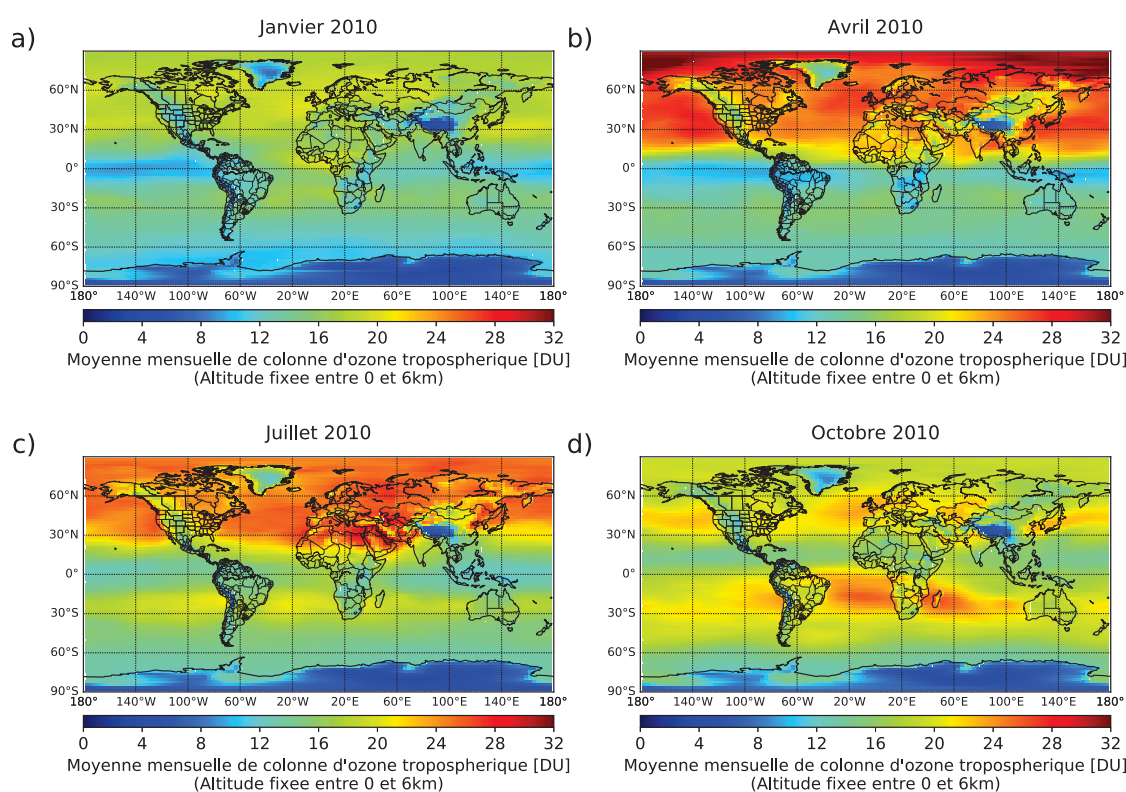 a)
Janvier 2010
60°N
30°N
0°
30°S
60°S
90°S
180° 140°W 100°W 60°W 20°W 20°E 60°E 100°E 140°E 180°
0 4 8 12 16 20 24 28 32
Moyenne mensuelle de colonne d'ozone tropospherique [DU]
(Altitude fixee entre 0 et 6km)
b)
Avril 2010
60°N
30°N
0°
30°S
60°S
90°S
180° 140°W 100°W 60°W 20°W 20°E 60°E 100°E 140°E 180°
0 4 8 12 16 20 24 28 32
Moyenne mensuelle de colonne d'ozone tropospherique [DU]
(Altitude fixee entre 0 et 6km)
c)
Juillet 2010
60°N
30°N
0°
30°S
60°S
90°S
180° 140°W 100°W 60°W 20°W 20°E 60°E 100°E 140°E 180°
0 4 8 12 16 20 24 28 32
Moyenne mensuelle de colonne d'ozone tropospherique [DU]
(Altitude fixee entre 0 et 6km)
d)
Octobre 2010
60°N
30°N
0°
30°S
60°S
90°S
180° 140°W 100°W 60°W 20°W 20°E 60°E 100°E 140°E 180°
0 4 8 12 16 20 24 28 32
Moyenne mensuelle de colonne d'ozone tropospherique [DU]
(Altitude fixee entre 0 et 6km)